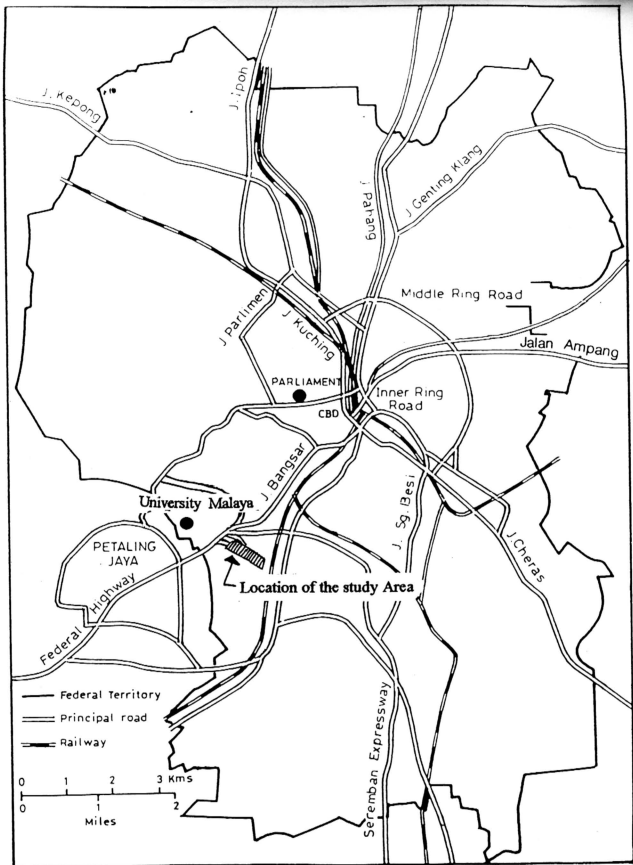 J. Kepong
J. Ipoh
J Pahang
J Genting Klang
Middle Ring Road
J Parlimen
J Kuching
Jalan Ampang
PARLIAMENT
CBD
Inner Ring
Road
J. Bangsar
University Malaya
J. Sg. Besi
PETALING
JAYA
J. Cheras
Location of the study Area
Federal Highway
Federal Territory
Principal road
Railway
0 1 2 3 Kms
0 1 2
Miles
Seremban Expressway